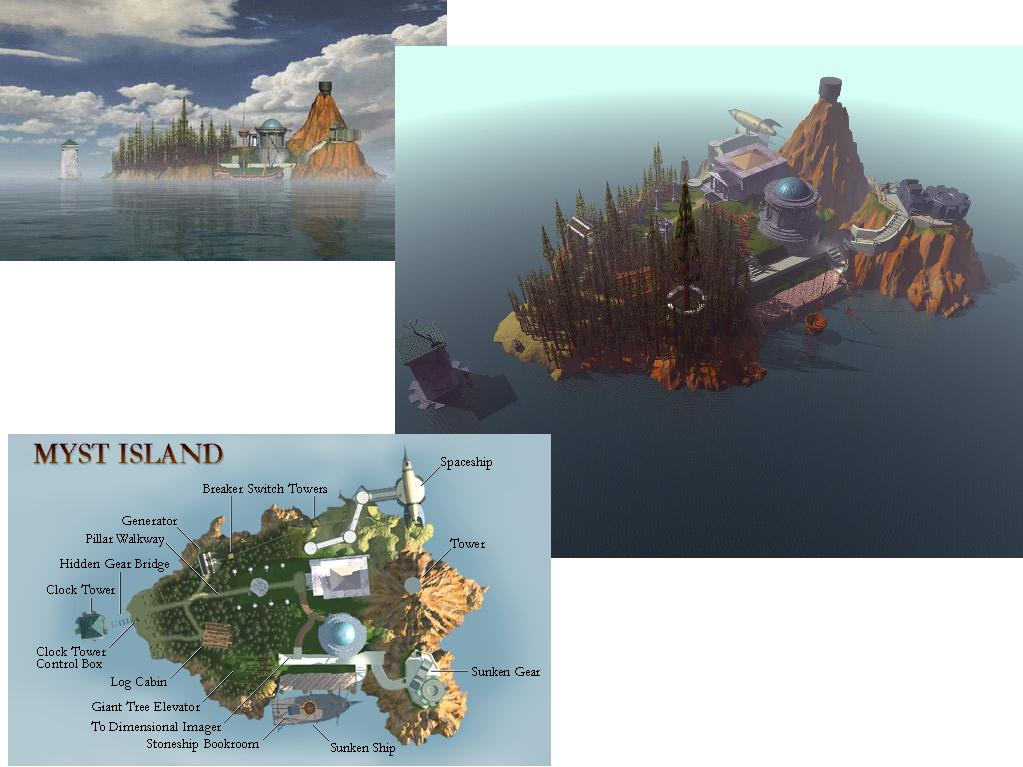 MYST ISLAND
Spaceship
Breaker Switch Towers
Generator
Pillar Walkway
Tower
Hidden Gear Bridge
Clock Tower
Clock Tower
Control Box
Sunken Gear
Log Cabin
Giant Tree Elevator
To Dimensional Imager
Stoneship Bookroom
Sunken Ship